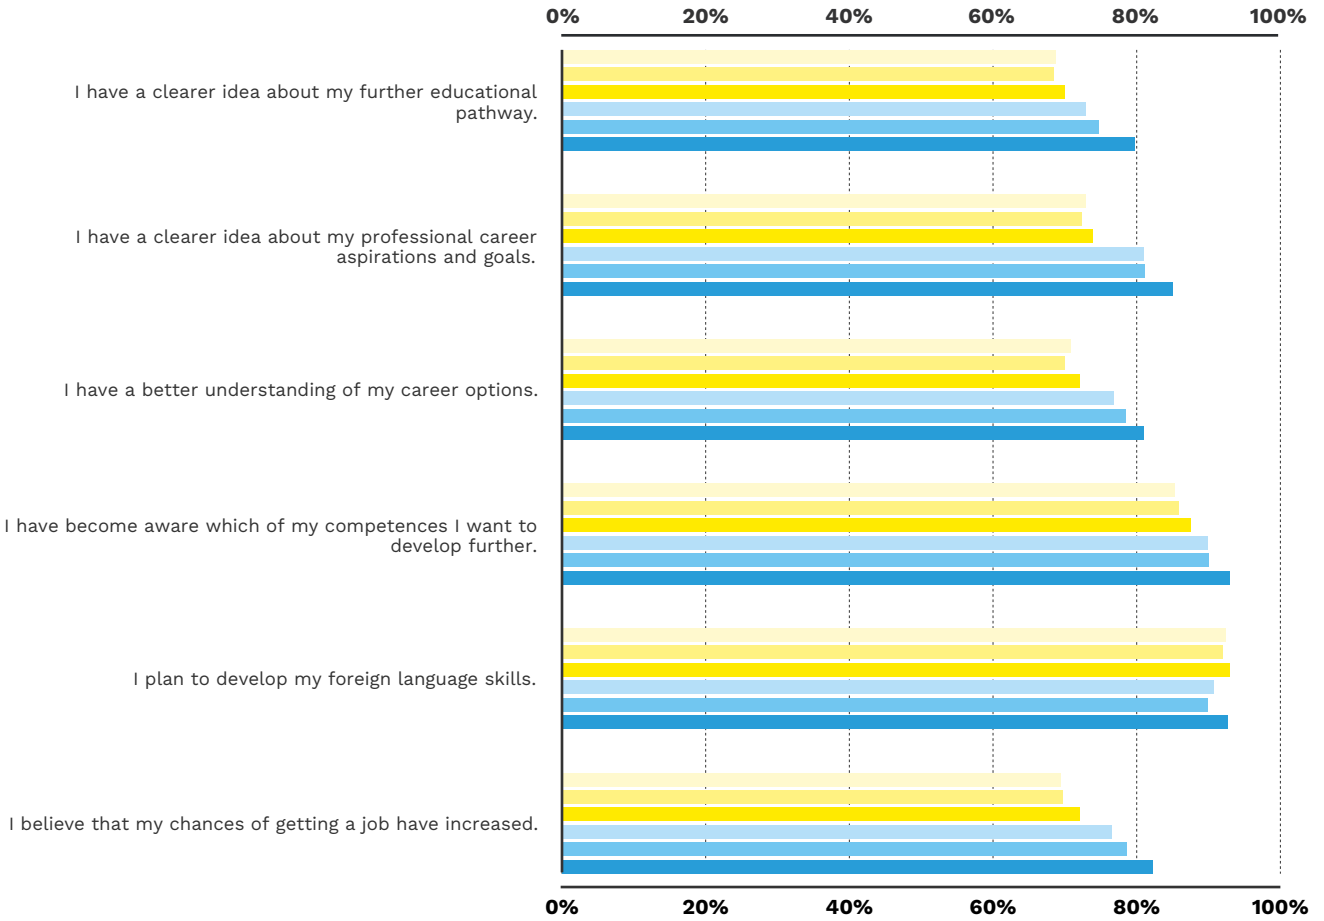 0% 20% 40% 60% 80% 100%
I have a clearer idea about my further educational
pathway.
I have a clearer idea about my professional career
aspirations and goals.
I have a better understanding of my career options.
I have become aware which of my competences I want to
develop further.
I plan to develop my foreign language skills.
I believe that my chances of getting a job have increased.
0% 20% 40% 60% 80% 100%